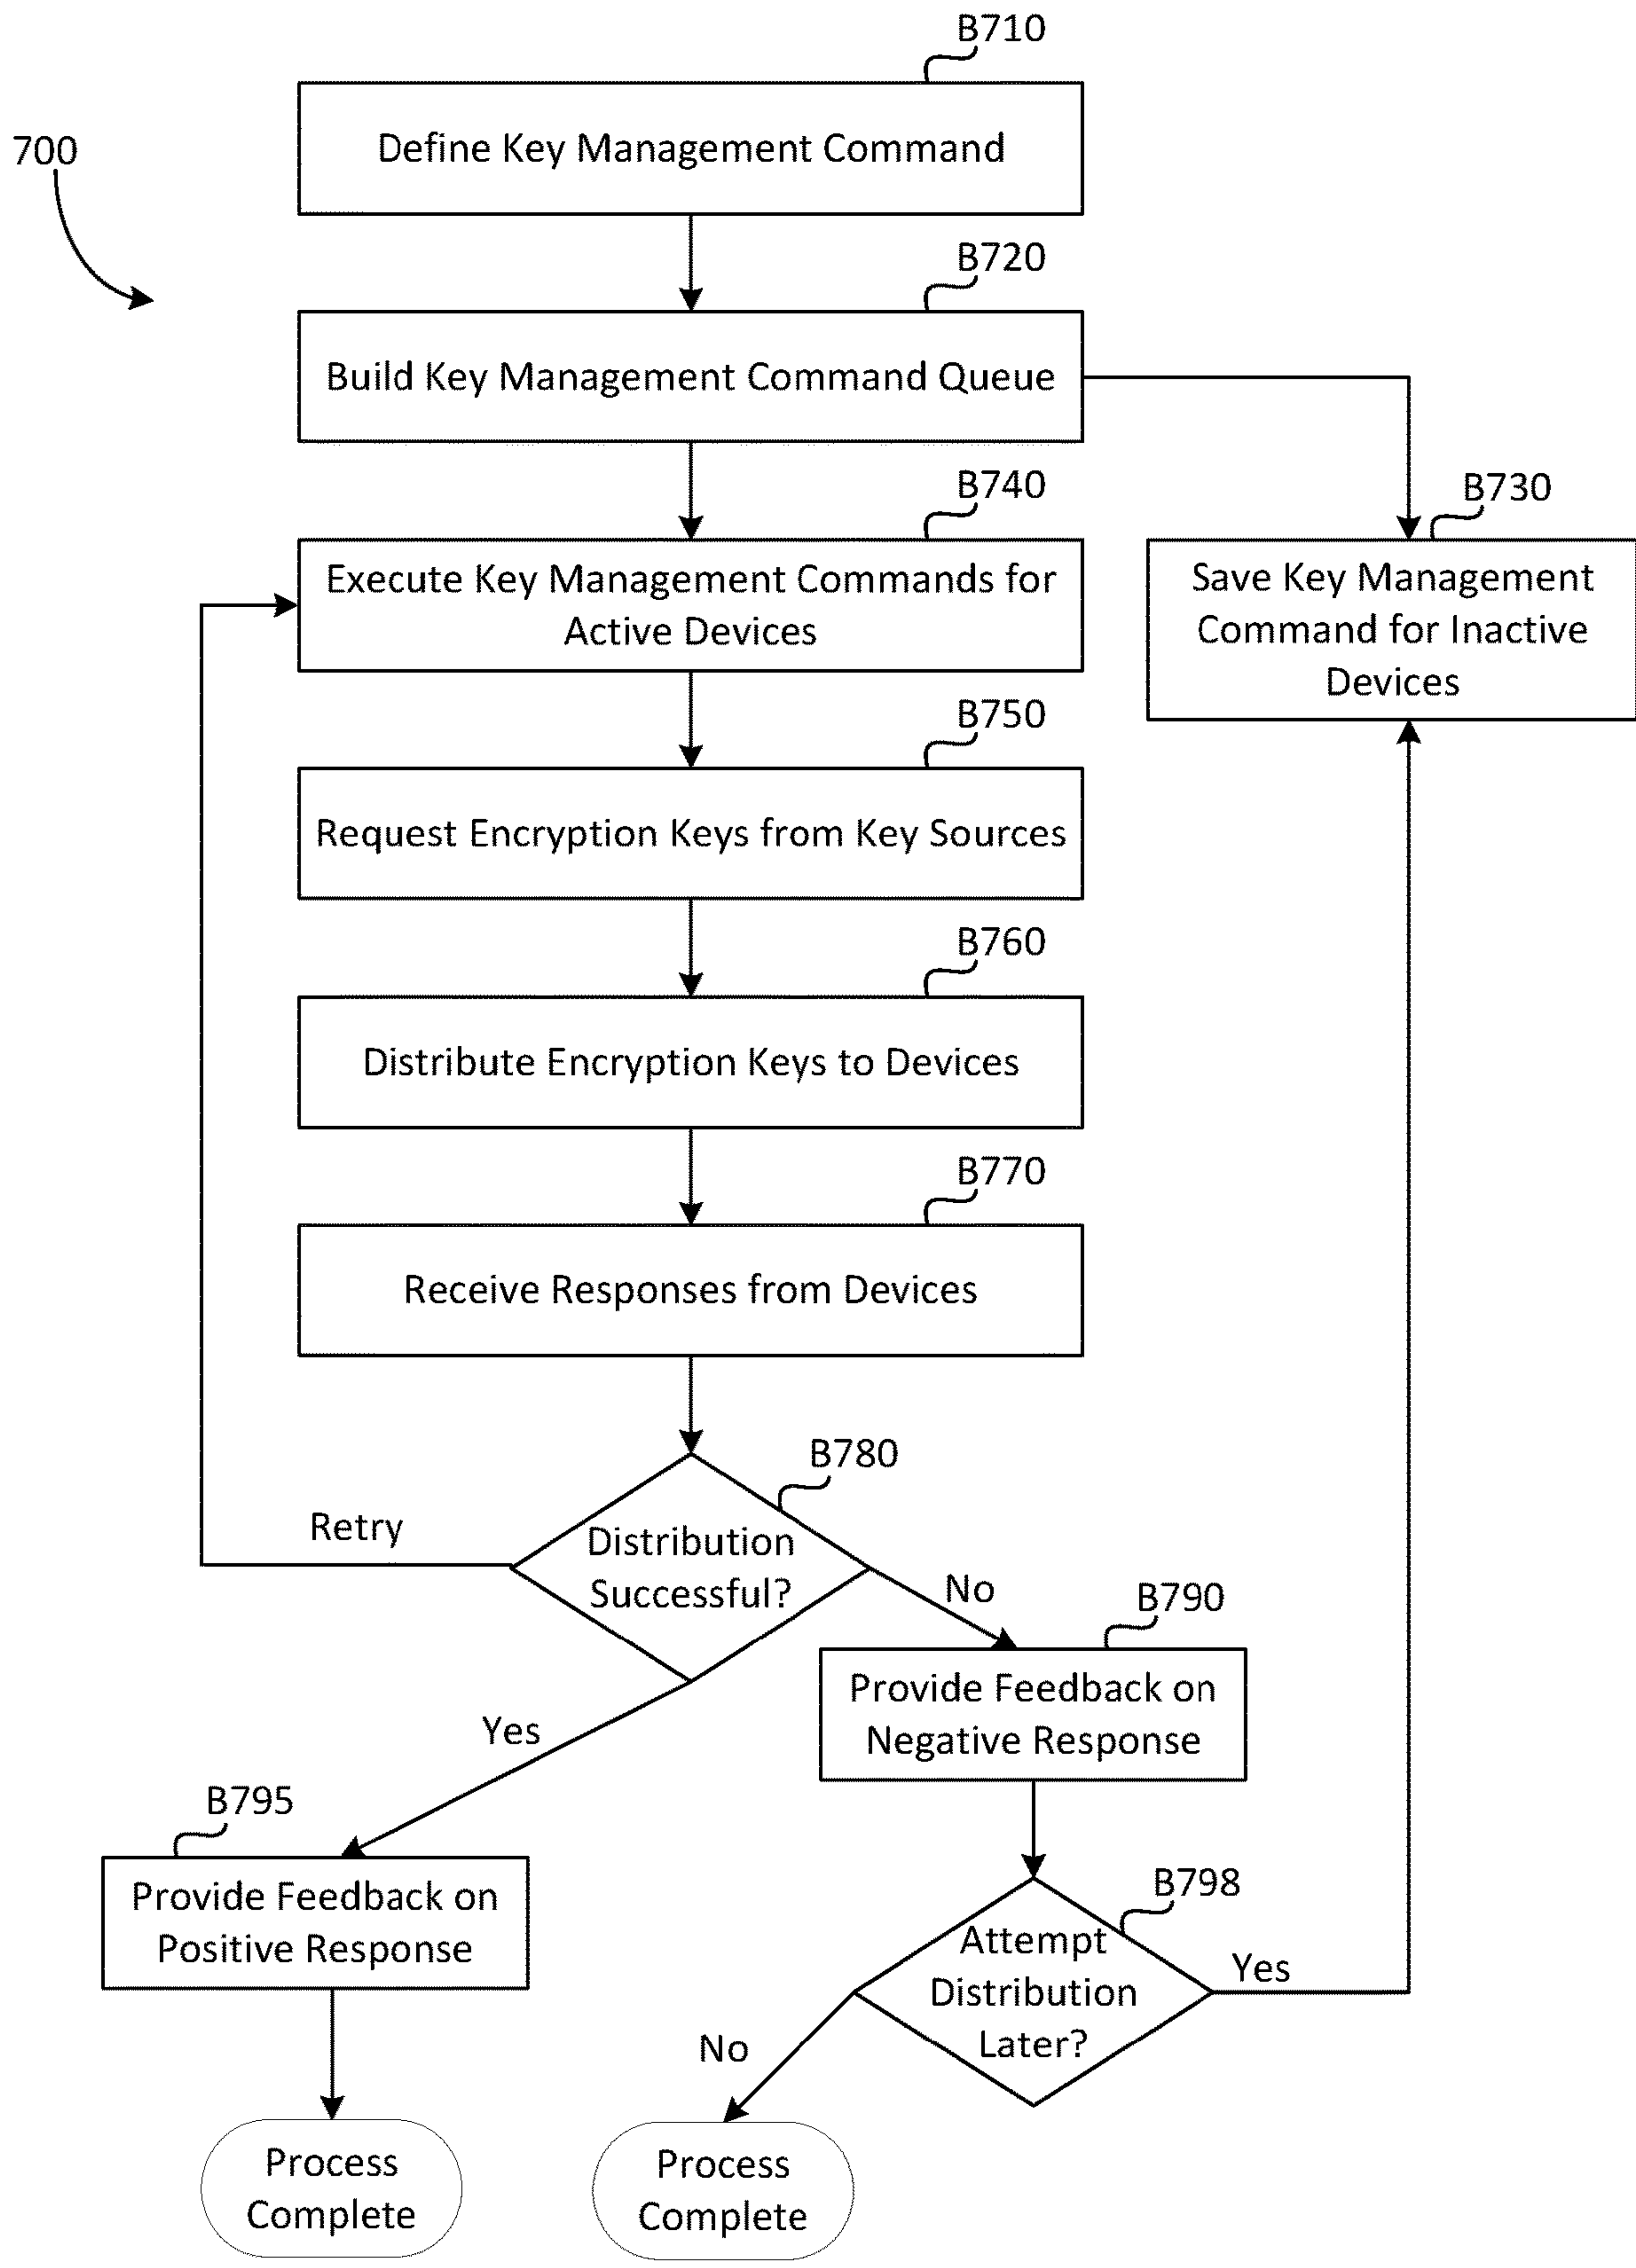 B710
Define Key Management Command
700
B720
Build Key Management Command Queue
B740
Execute Key Management Commands for
Active Devices
B730
Save Key Management
Command for Inactive
Devices
B750
Request Encryption Keys from Key Sources
B760
Distribute Encryption Keys to Devices
B770
Receive Responses from Devices
B780
Distribution
Successful?
Retry
No
B790
Provide Feedback on
Negative Response
Yes
B795
Provide Feedback on
Positive Response
B798
Attempt
Distribution
Later?
Yes
No
Process
Complete
Process
Complete